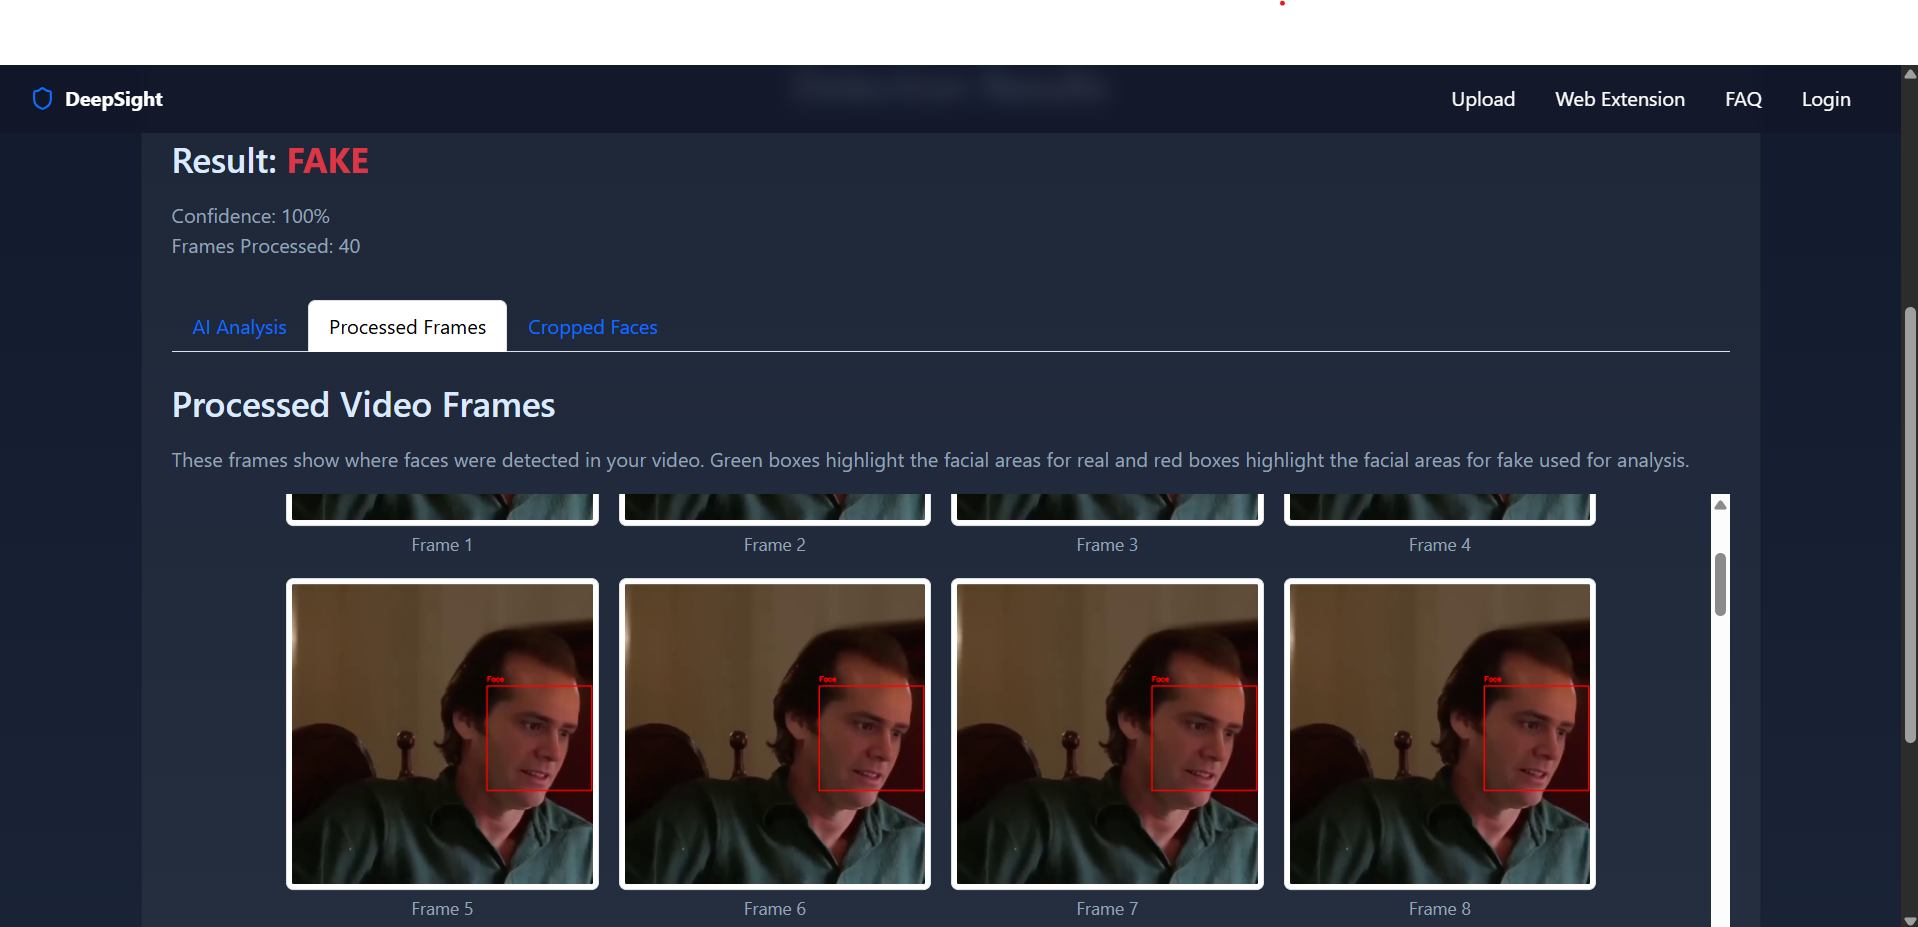 DeepSight
Upload
Web Extension
FAQ
Login
Result: FAKE
Confidence: 100%
Frames Processed: 40
AI Analysis
Processed Frames
Cropped Faces
Processed Video Frames
These frames show where faces were detected in your video. Green boxes highlight the facial areas for real and red boxes highlight the facial areas for fake used for analysis.
Frame 1
Frame 2
Frame 3
Frame 4
Face
Face
Face
Face
Frame 5
Frame 6
Frame 7
Frame 8